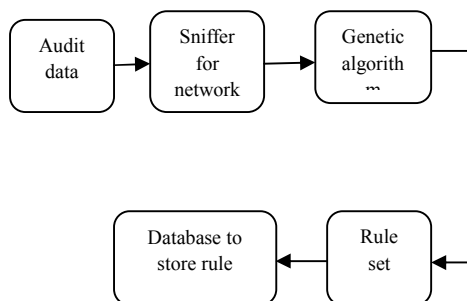 Audit
data
Sniffer
for
network
Genetic
algorith
m
Database to
store rule
Rule
set